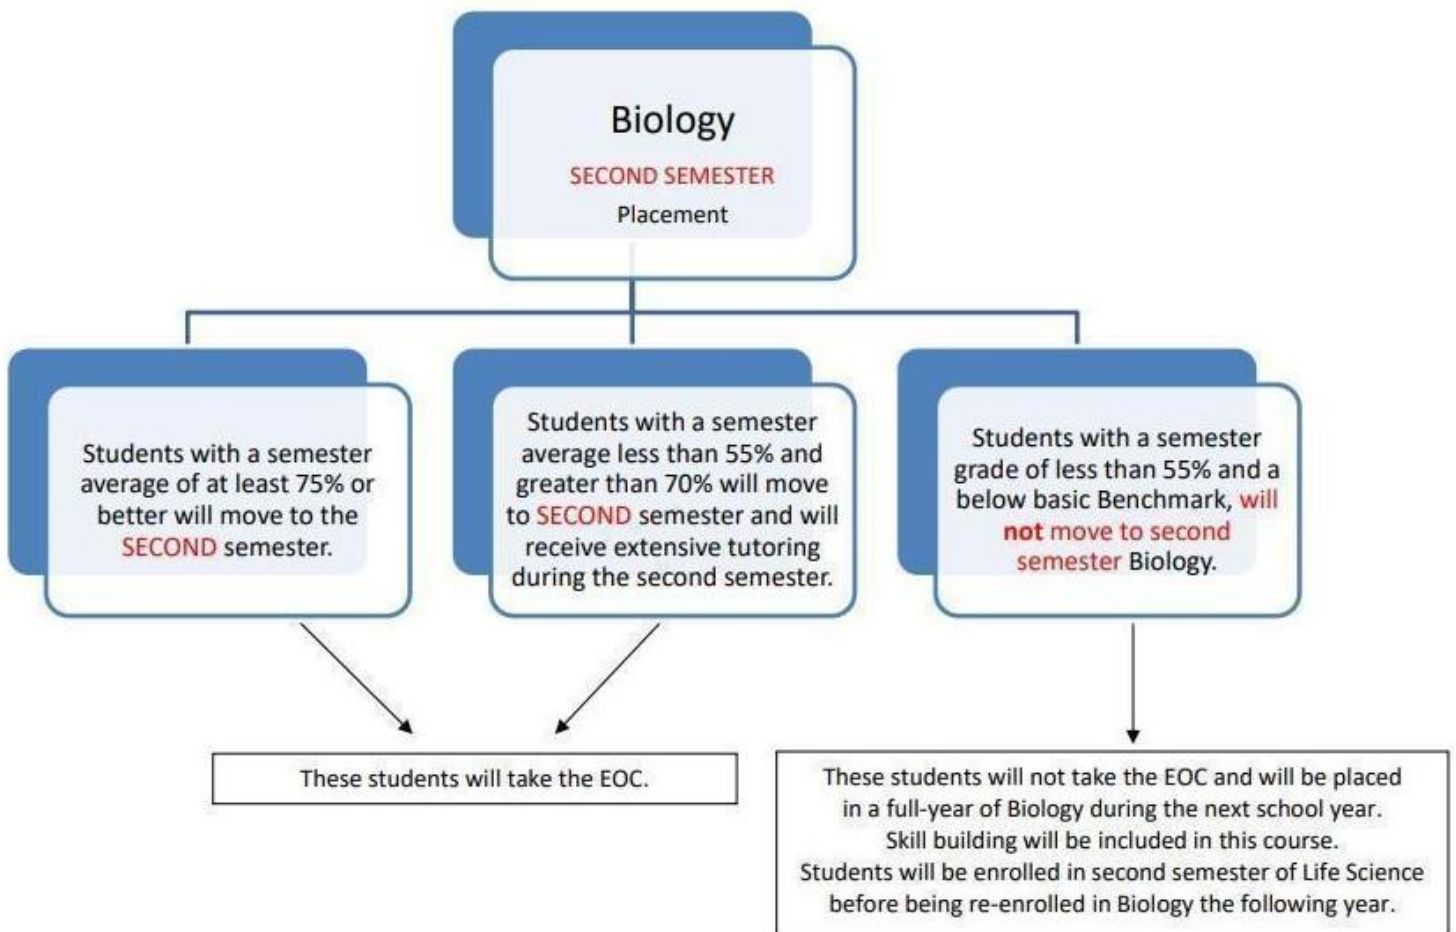 Biology
SECOND SEMESTER
Placement
Students with a semester
average of at least 75% or
better will move to the
SECOND semester.
Students with a semester
average less than 55% and
greater than 70% will move
to SECOND semester and will
receive extensive tutoring
during the second semester.
Students with a semester
grade of less than 55% and a
below basic Benchmark, will
not move to second
semester Biology.
These students will take the EOC.
These students will not take the EOC and will be placed
in a full-year of Biology during the next school year.
Skill building will be included in this course.
Students will be enrolled in second semester of Life Science
before being re-enrolled in Biology the following year.